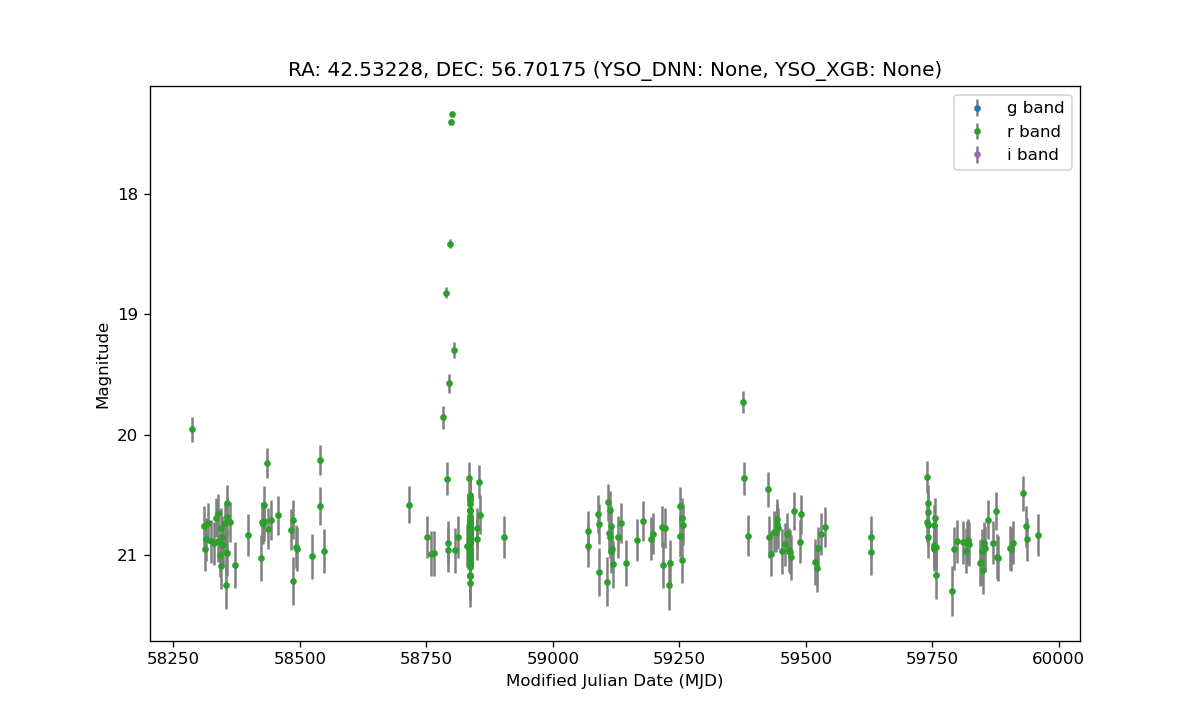 RA: 42.53228, DEC: 56.70175 (YSO_DNN: None, YSO_XGB: None)
g band
r band
i band
18
19
20
21
Magnitude
58250 58500 58750 59000 59250 59500 59750 60000
Modified Julian Date (MJD)